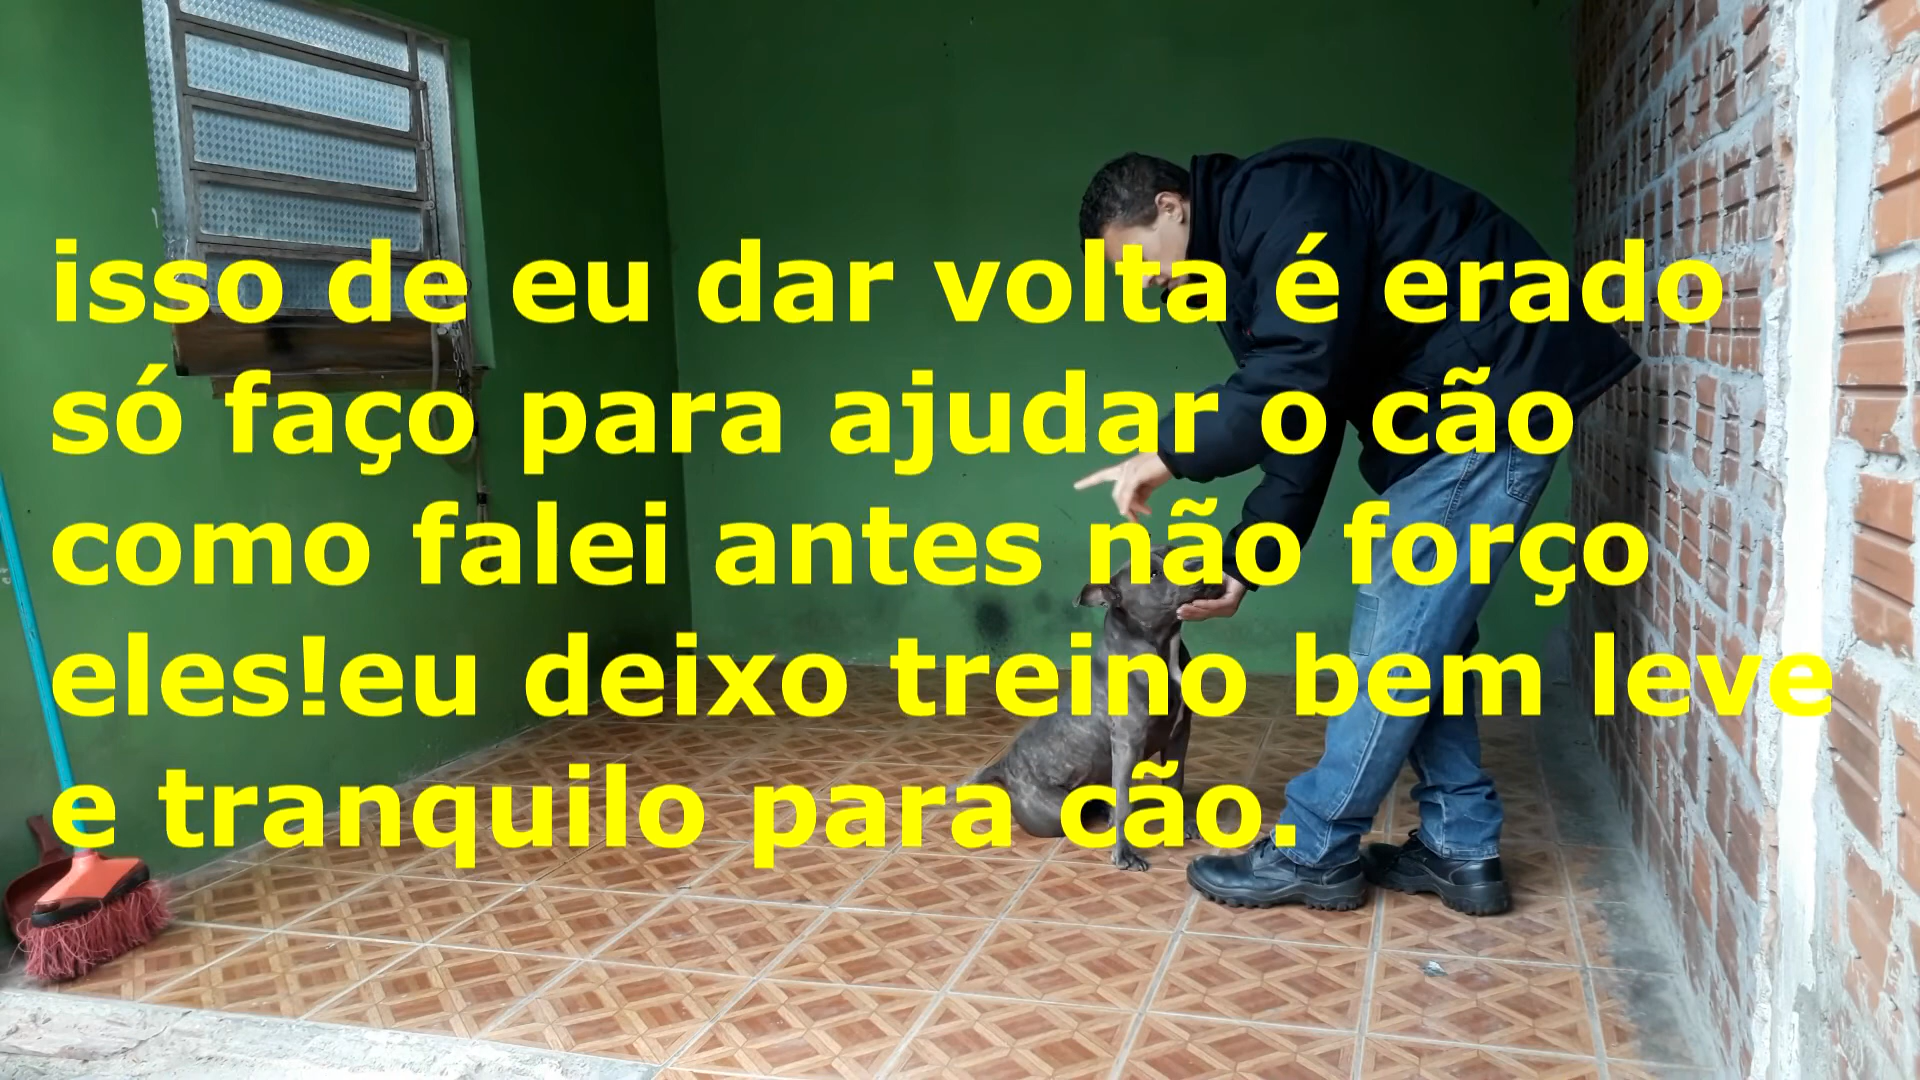 isso de eu dar volta é erado
só faço para ajudar o cão
como falei antes não forço
eles!eu deixo treino bem leve
e tranquilo para cão.